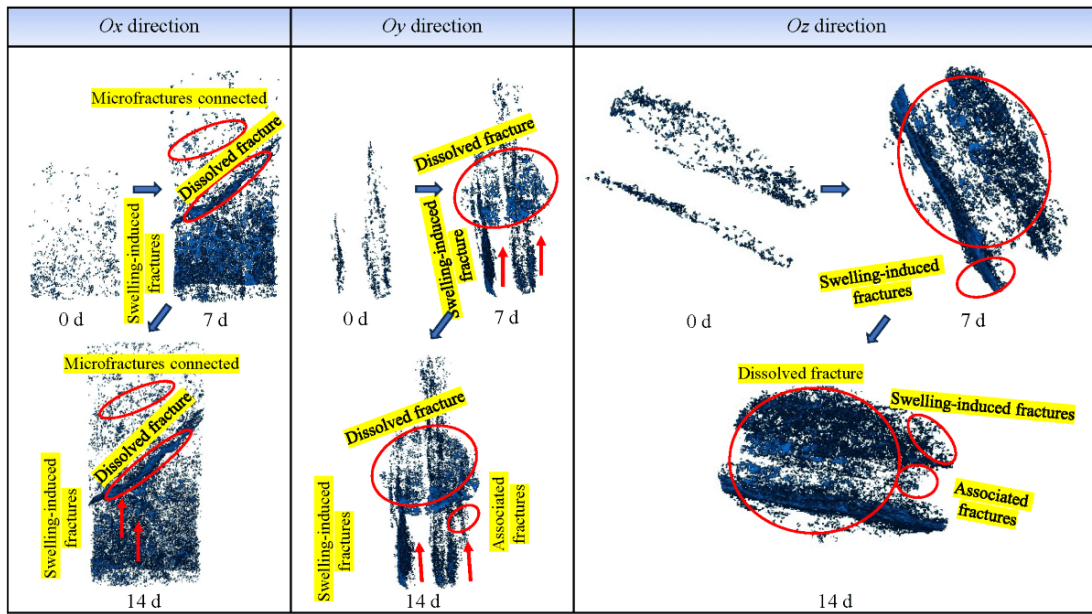 Ox direction
Oy direction
Oz direction
Microfractures connected
Dissolved fracture
Swelling-induced
fractures
0 d
7 d
Microfractures connected
Dissolved fracture
Swelling-induced
fractures
14 d
Dissolved fracture
Swelling-induced
fracture
0 d
7 d
Dissolved fracture
Swelling-induced
fractures
Associated
fractures
14 d
Swelling-induced
fractures
0 d
7 d
Dissolved fracture
Swelling-induced fractures
Associated
fractures
14 d